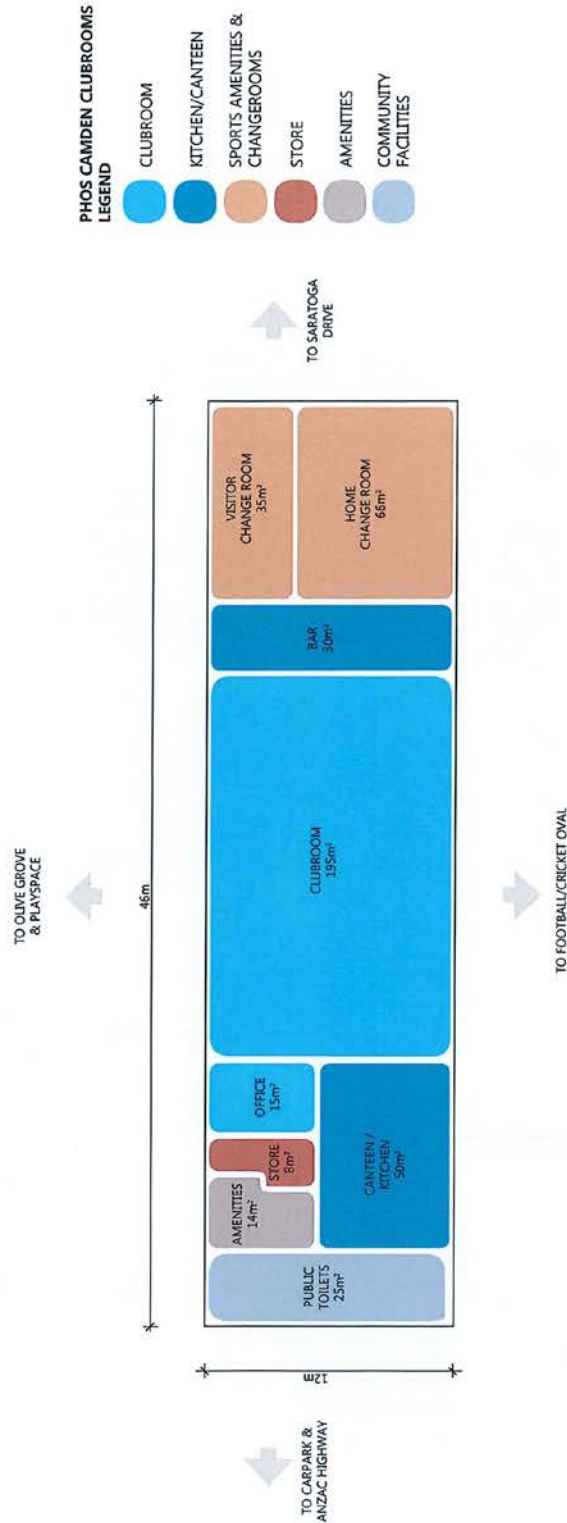 PHOS CAMDEN CLUBROOMS
LEGEND
CLUBROOM
KITCHEN/CANTEEN
SPORTS AMENITIES &
CHANGEROOMS
STORE
AMENITIES
COMMUNITY
FACILITIES
TO OLIVE GROVE
& PLAYSPACE
46m
12m
TO CARPARK &
ANZAC HIGHWAY
PUBLIC
TOILETS
25m²
AMENITIES
14m²
STORE
8m²
OFFICE
15m²
CANTEEN /
KITCHEN
50m²
CLUBROOM
195m²
BAR
30m²
VISITOR
CHANGE ROOM
35m²
HOME
CHANGE ROOM
66m²
TO SARATOGA
DRIVE
TO FOOTBALL/CRICKET OVAL